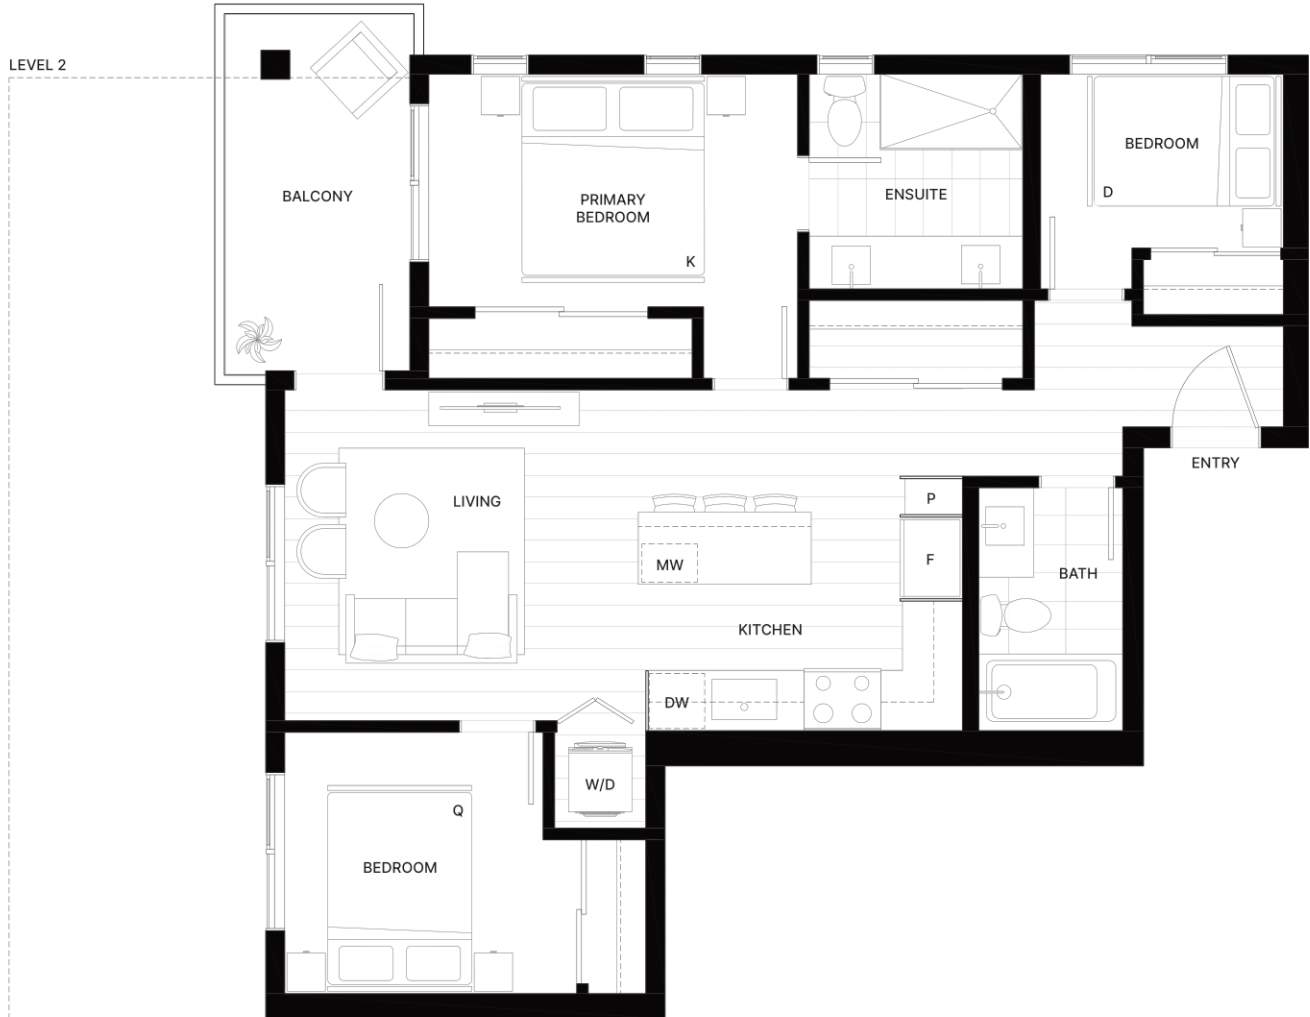 LEVEL 2
BALCONY
PRIMARY
BEDROOM
K
ENSUITE
BEDROOM
D
ENTRY
LIVING
P
F
MW
KITCHEN
BATH
DW
W/D
Q
BEDROOM